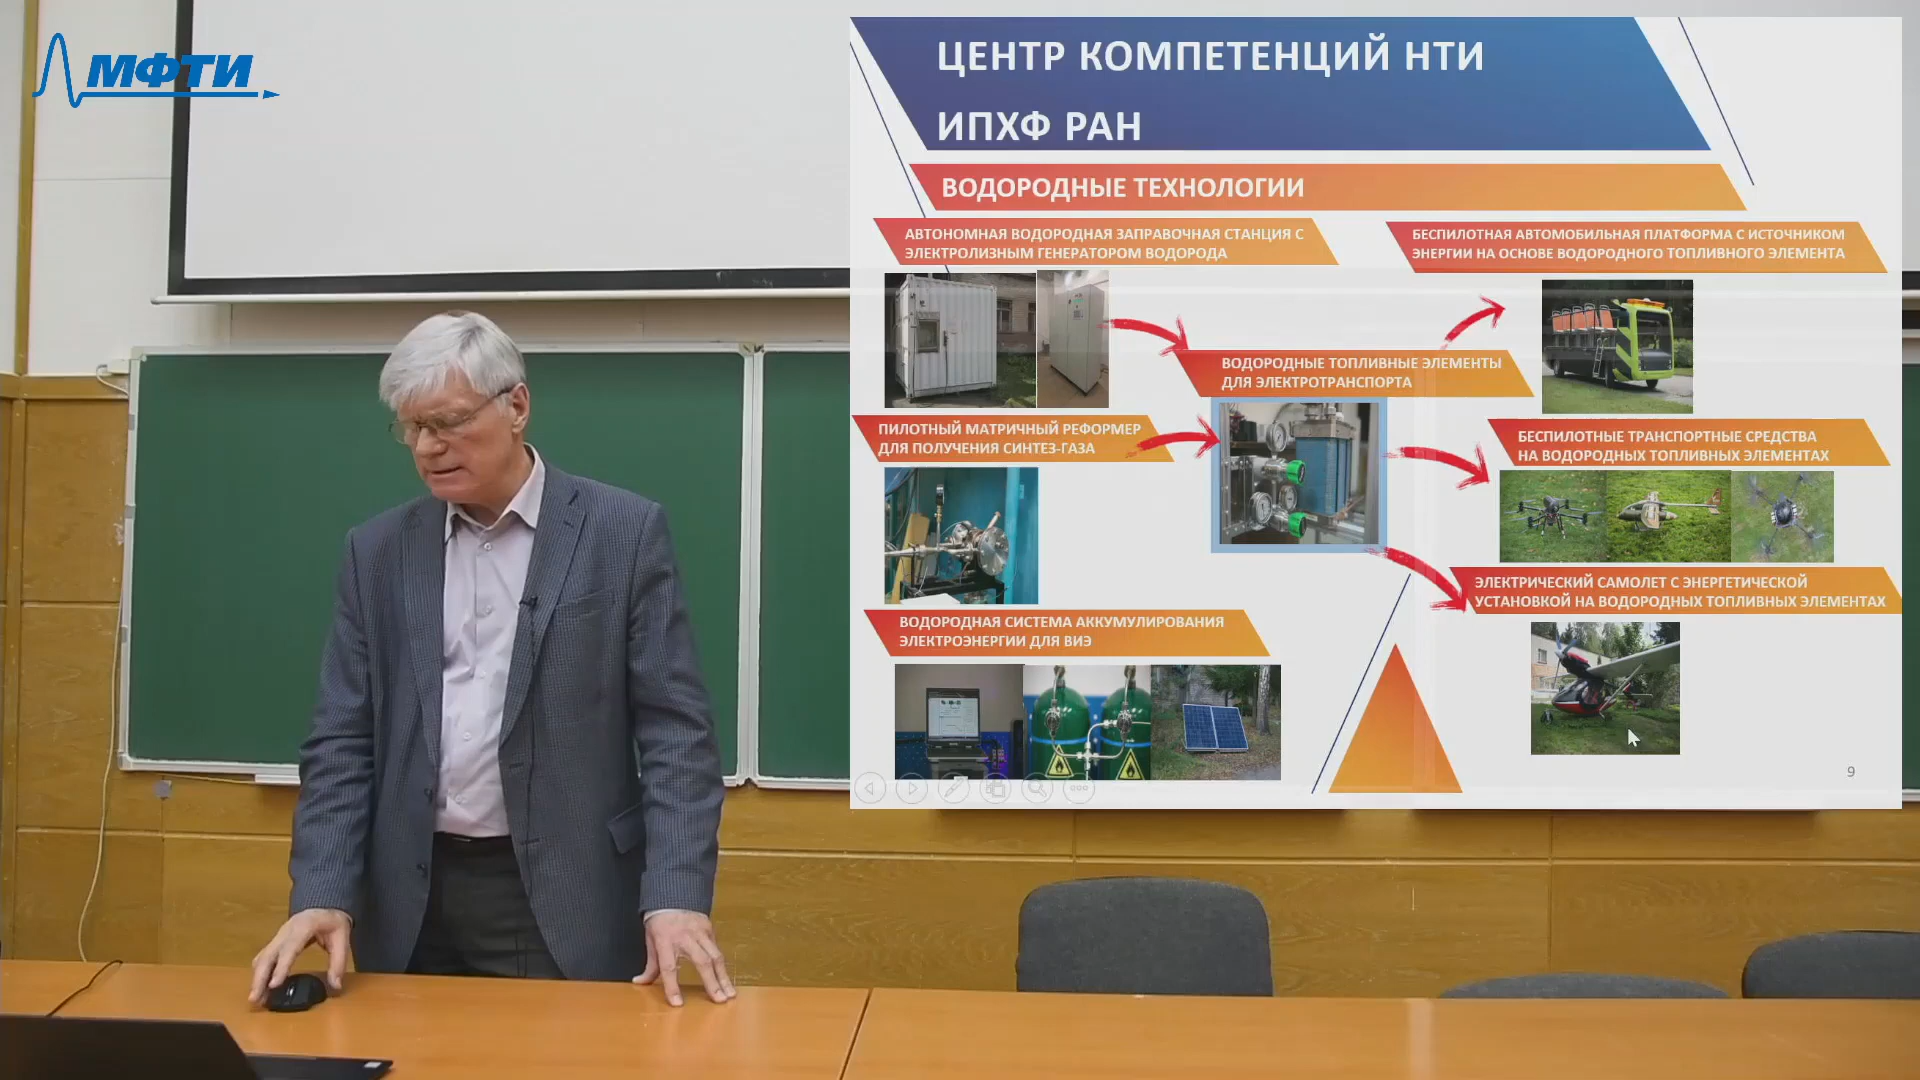 МФТИ
ЦЕНТР КОМПЕТЕНЦИЙ НТИ
ИПХФ РАН
ВОДОРОДНЫЕ ТЕХНОЛОГИИ
АВТОНОМНАЯ ВОДОРОДНАЯ ЗАПРАВОЧНАЯ СТАНЦИЯ С
ЭЛЕКТРОЛИЗНЫМ ГЕНЕРАТОРОМ ВОДОРОДА
БЕСПИЛОТНАЯ АВТОМОБИЛЬНАЯ ПЛАТФОРМА С ИСТОЧНИКОМ
ЭНЕРГИИ НА ОСНОВЕ ВОДОРОДНОГО ТОПЛИВНОГО ЭЛЕМЕНТА
ВОДОРОДНЫЕ ТОПЛИВНЫЕ ЭЛЕМЕНТЫ
ДЛЯ ЭЛЕКТРОТРАНСПОРТА
ПИЛОТНЫЙ МАТРИЧНЫЙ РЕФОРМЕР
ДЛЯ ПОЛУЧЕНИЯ СИНТЕЗ-ГАЗА
БЕСПИЛОТНЫЕ ТРАНСПОРТНЫЕ СРЕДСТВА
НА ВОДОРОДНЫХ ТОПЛИВНЫХ ЭЛЕМЕНТАХ
ЭЛЕКТРИЧЕСКИЙ САМОЛЕТ С ЭНЕРГЕТИЧЕСКОЙ
УСТАНОВКОЙ НА ВОДОРОДНЫХ ТОПЛИВНЫХ ЭЛЕМЕНТАХ
ВОДОРОДНАЯ СИСТЕМА АККУМУЛИРОВАНИЯ
ЭЛЕКТРОЭНЕРГИИ ДЛЯ ВИЭ
9